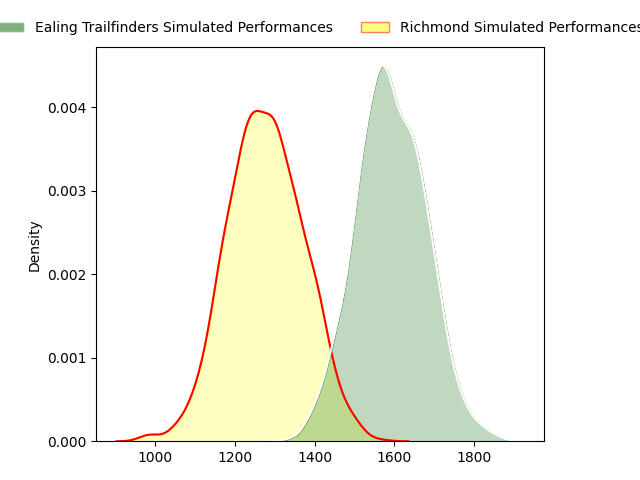 Ealing Trailfinders Simulated Performances
Richmond Simulated Performances
0.004
0.003
0.002
0.001
0.000
Density
1000 1200 1400 1600 1800